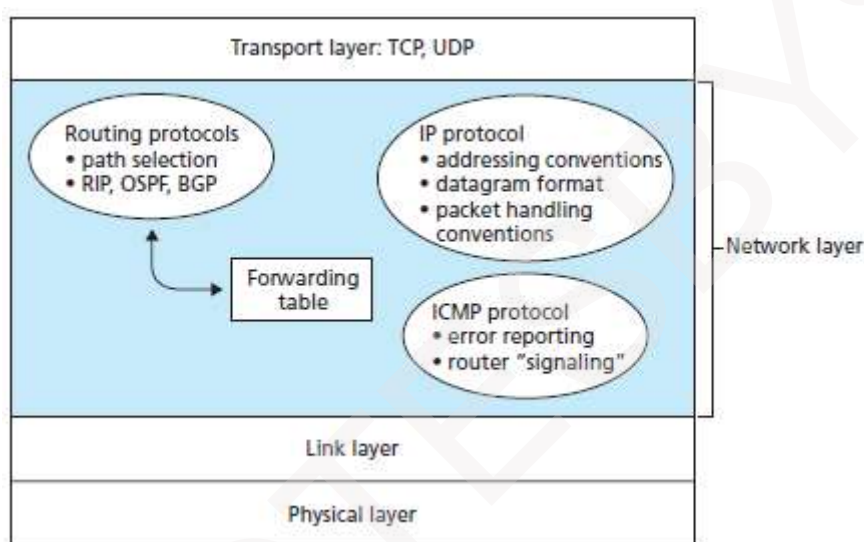 Transport layer: TCP, UDP
Routing protocols
• path selection
• RIP, OSPF, BGP
IP protocol
• addressing conventions
• datagram format
• packet handling
conventions
Network layer
Forwarding
table
ICMP protocol
• error reporting
• router “signaling”
Link layer
Physical layer